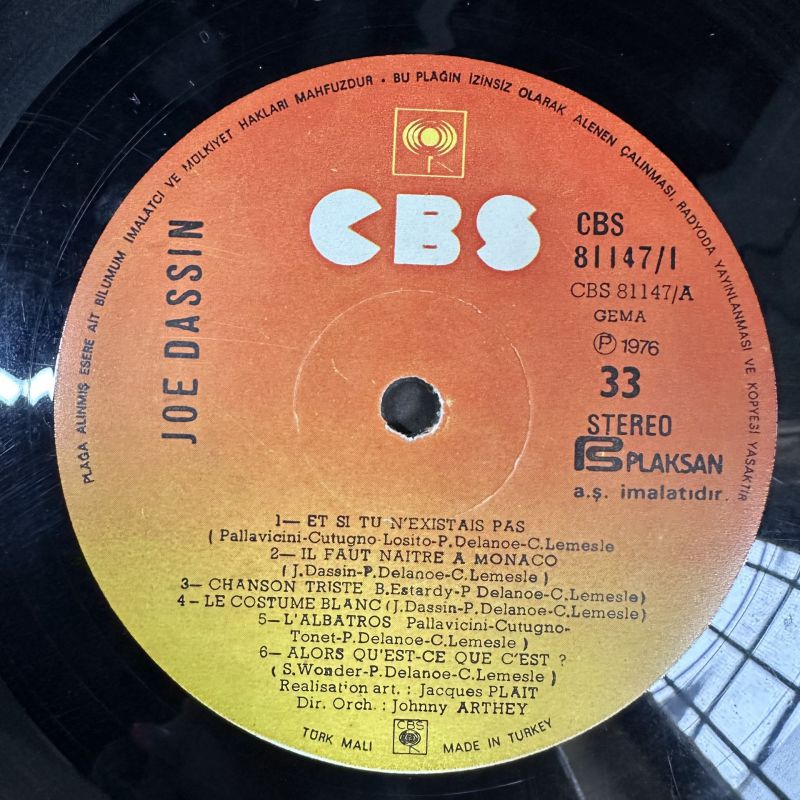 PLAĞA ALINMIŞ ESERE AİT BİLUMUM İMALATCI VE MÜLKİYET HAKLARI MAHFUZDUR • BU PLAĞIN İZİNSİZ OLARAK ALENEN ÇALINMASI, RADYODA YAYINLANMASI VE KOPYESİ YASAKTIR
CBS
JOE DASSIN
CBS
81147/1
CBS 81147/A
GEMA
Ⓟ 1976
33
STEREO
PLAKSAN
a.ş. imalatıdır.
1— ET SI TU N'EXISTAIS PAS
( Pallavicini-Cutugno-Losito-P. Delanoe-C. Lemesle
2— IL FAUT NAITRE A MONACO
( J. Dassin-P. Delanoe-C. Lemesle )
3— CHANSON TRISTE B. Estardy-P Delanoe-C. Lemesle)
4— LE COSTUME BLANC (J. Dassin-P. Delanoe-C. Lemesle)
5— L'ALBATROS Pallavicini-Cutugno-
Tonet-P. Delanoe-C. Lemesle )
6— ALORS QU'EST-CE QUE C'EST ?
( S. Wonder-P. Delanoe-C. Lemesle )
Realisation art. : Jacques PLAIT
Dir. Orch. : Johnny ARTHEY
TÜRK MALI
CBS
MADE IN TURKEY